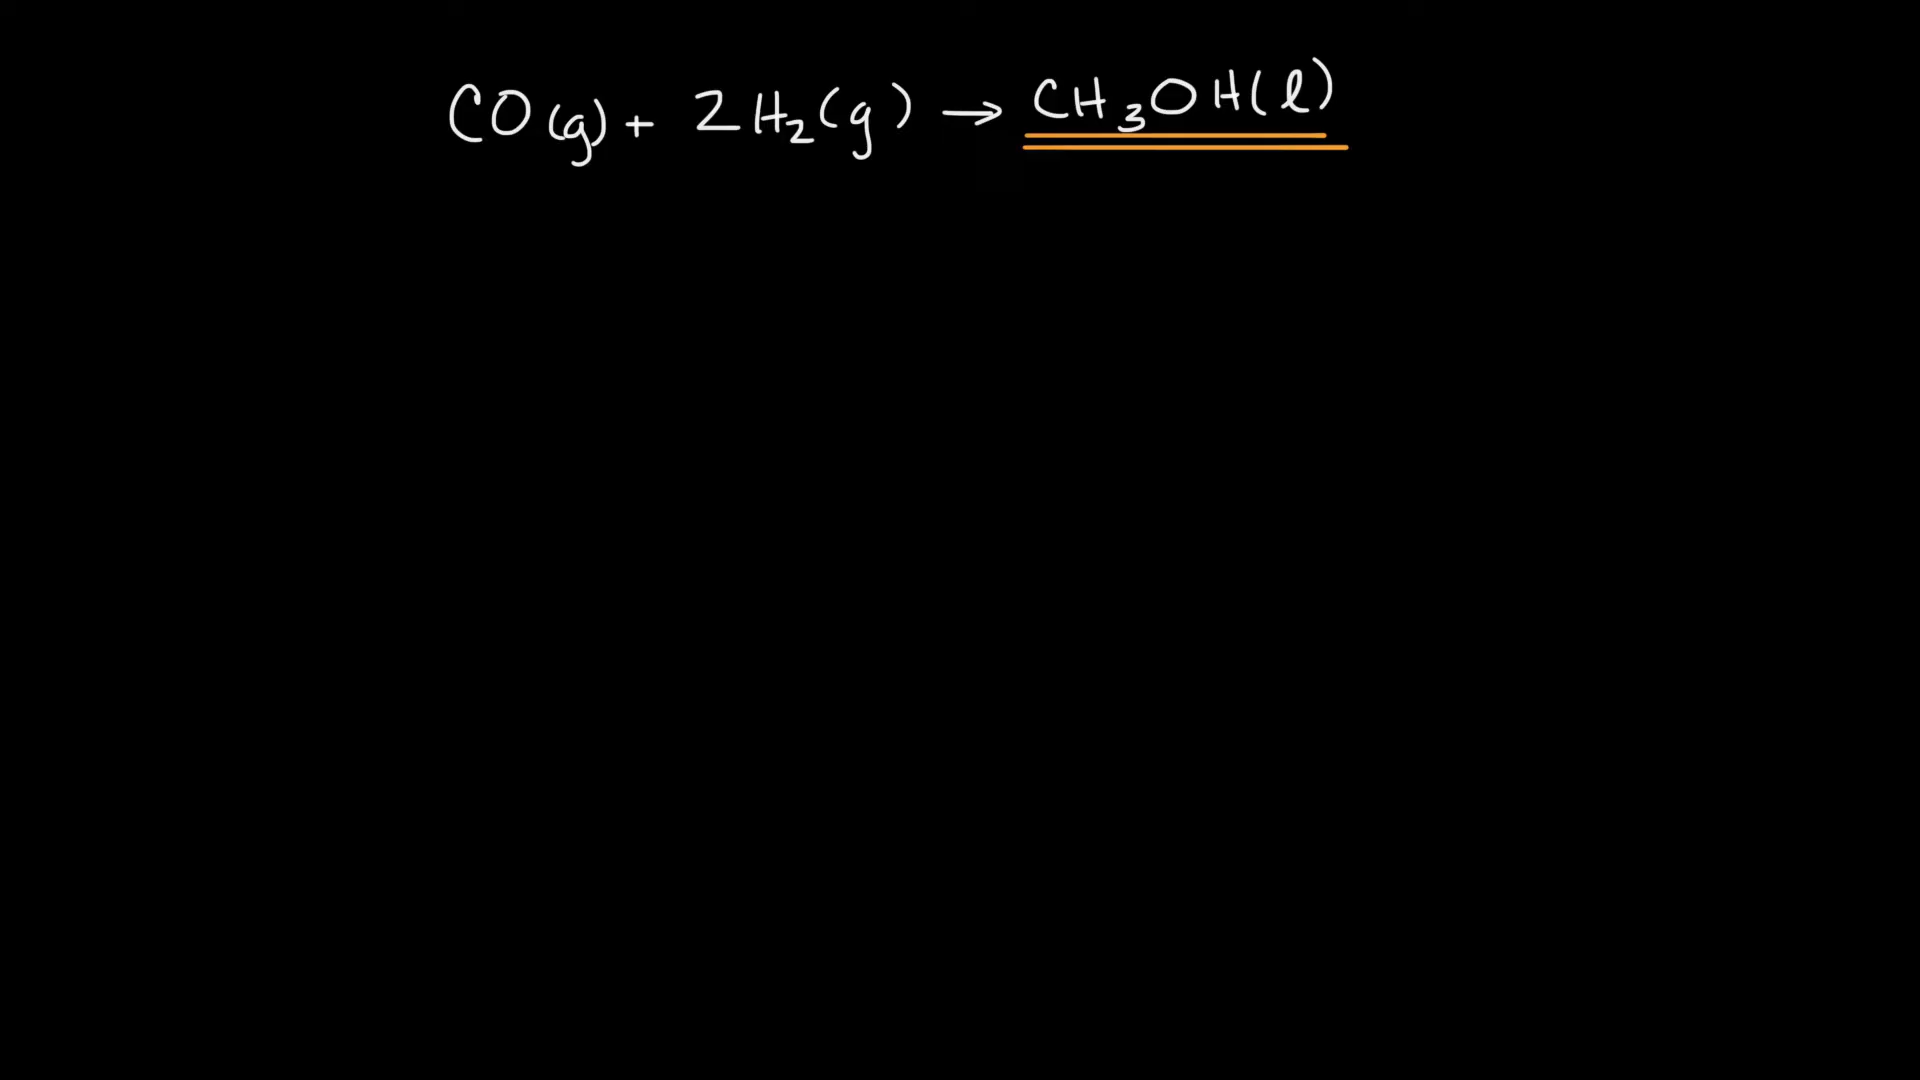 CO(g) + 2H₂(g) → CH₃OH(l)